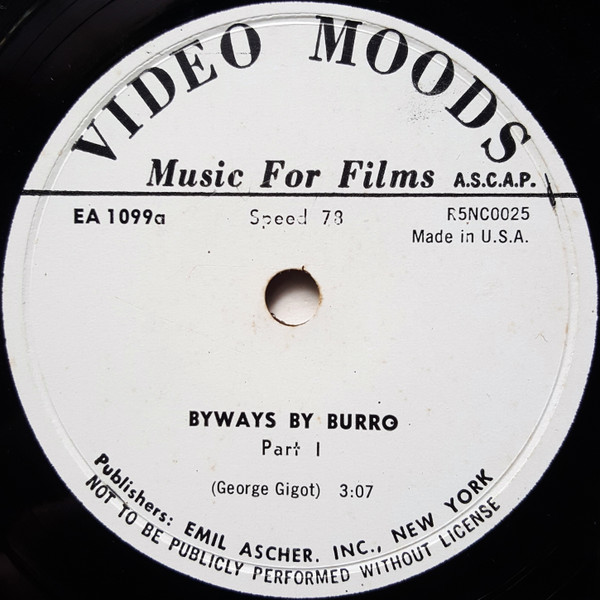 VIDEO MOODS
Music For Films A.S.C.A.P.
EA 1099a Speed 78 R5NC0025
Made in U.S.A.
BYWAYS BY BURRO
Part I
(George Gigot) 3:07
Publishers: EMIL ASCHER, INC., NEW YORK
NOT TO BE PUBLICLY PERFORMED WITHOUT LICENSE